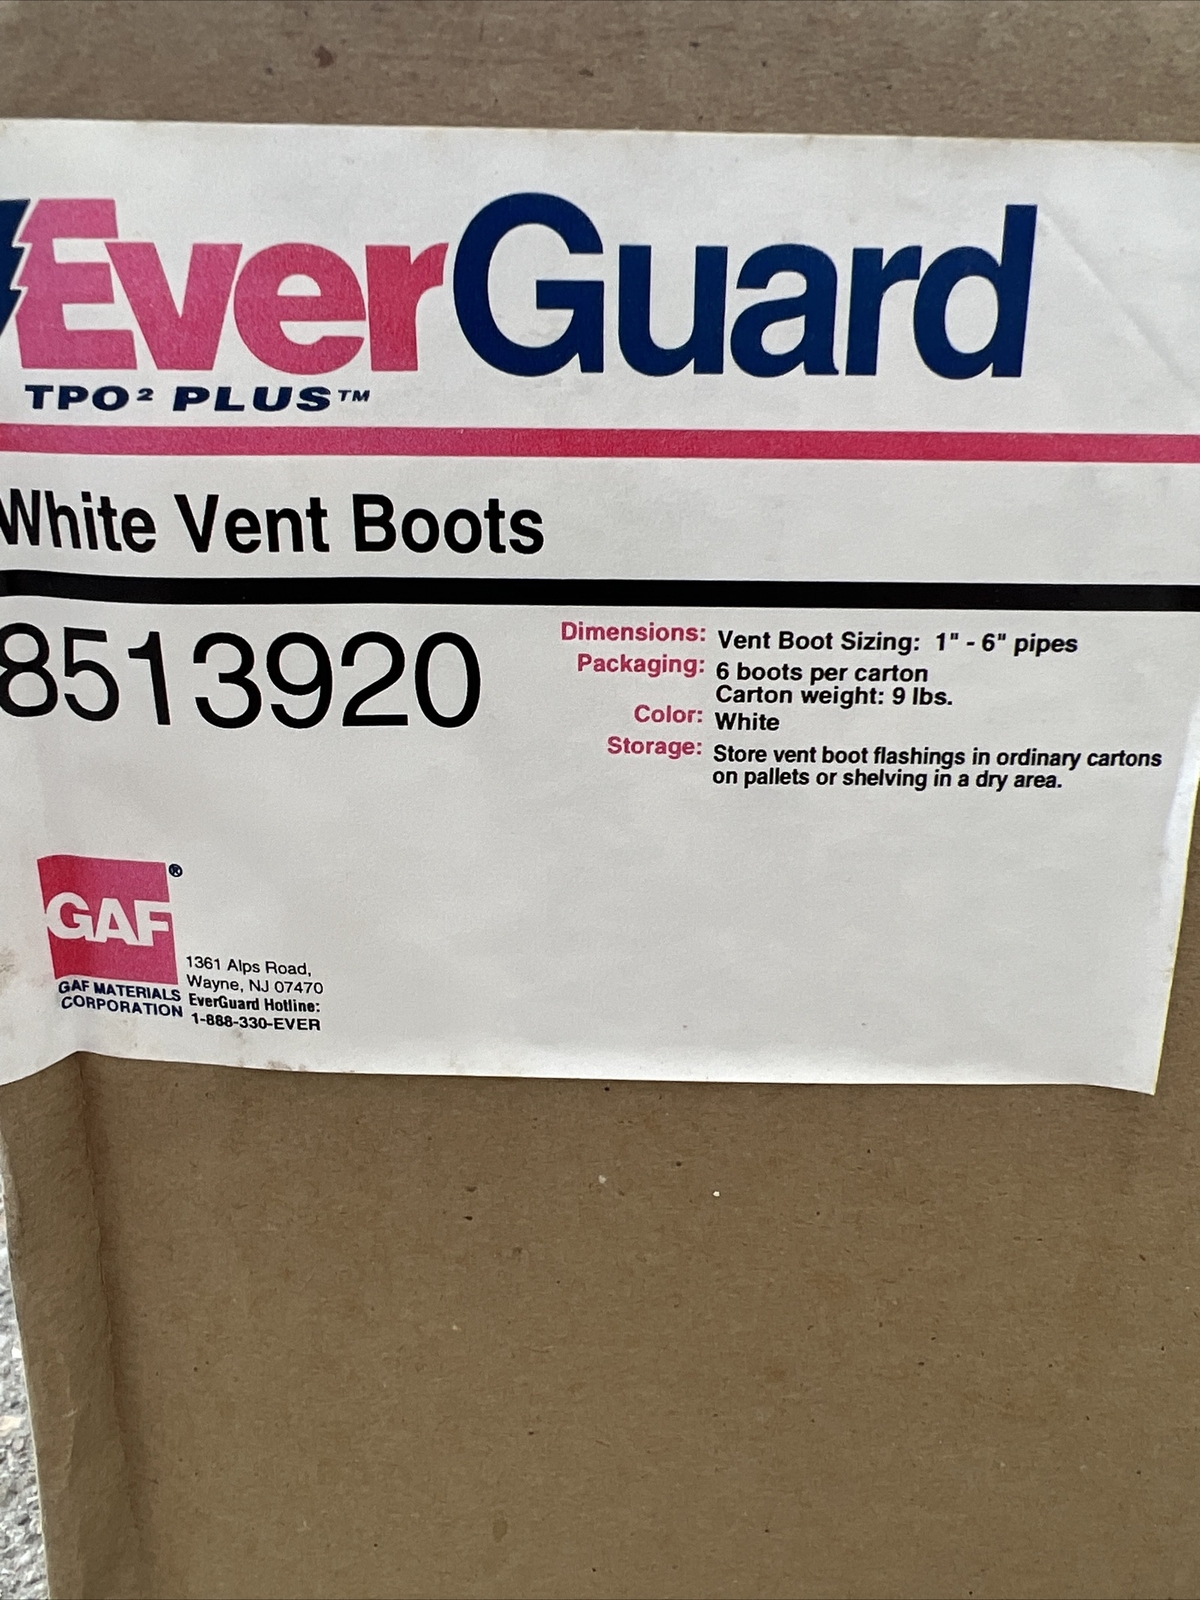 EverGuard
TPO² PLUS™
White Vent Boots
8513920
Dimensions: Vent Boot Sizing: 1" - 6" pipes
Packaging: 6 boots per carton
Carton weight: 9 lbs.
Color: White
Storage: Store vent boot flashings in ordinary cartons
on pallets or shelving in a dry area.
GAF®
GAF MATERIALS
CORPORATION
1361 Alps Road,
Wayne, NJ 07470
EverGuard Hotline:
1-888-330-EVER